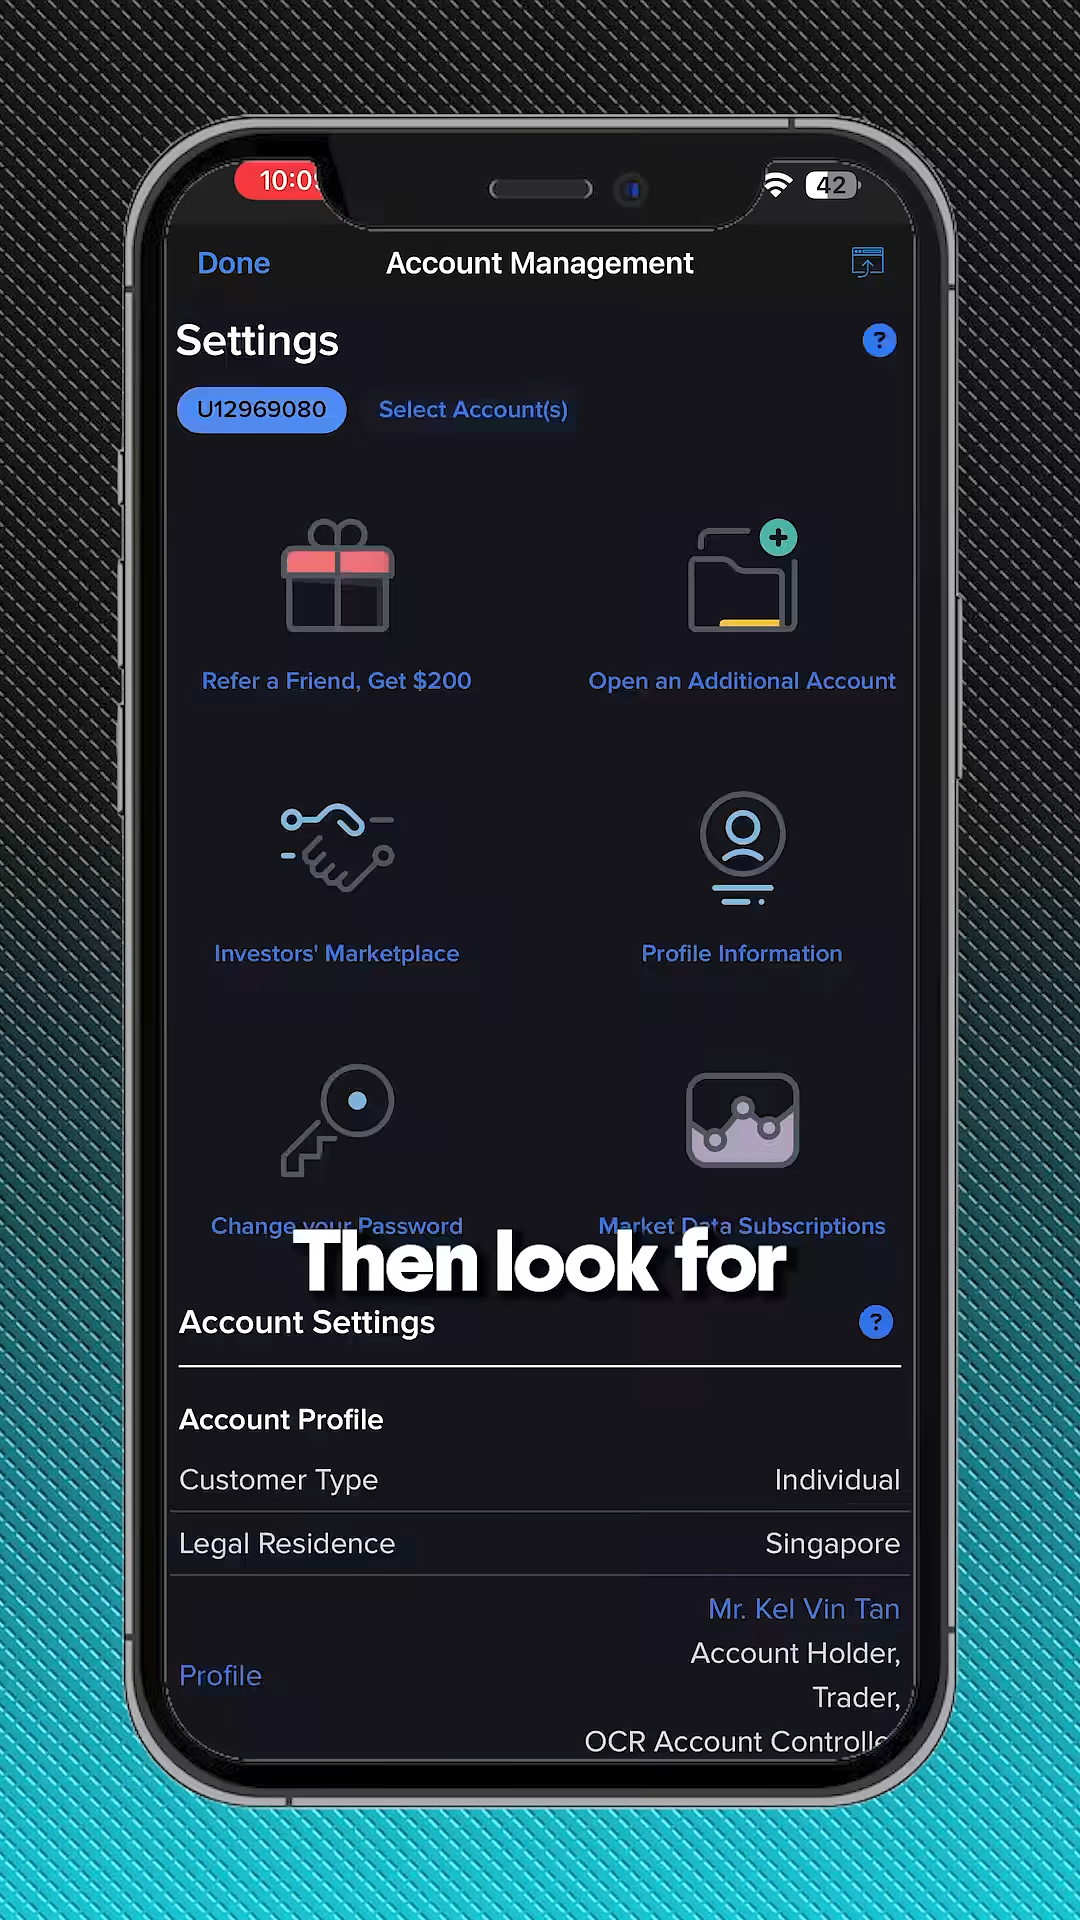 10:09
42
Done
Account Management
Settings
?
U12969080
Select Account(s)
Refer a Friend, Get $200
Open an Additional Account
Investors' Marketplace
Profile Information
Change your Password
Market Data Subscriptions
Then look for
Account Settings
?
Account Profile
Customer Type
Individual
Legal Residence
Singapore
Profile
Mr. Kel Vin Tan
Account Holder,
Trader,
OCR Account Controlle